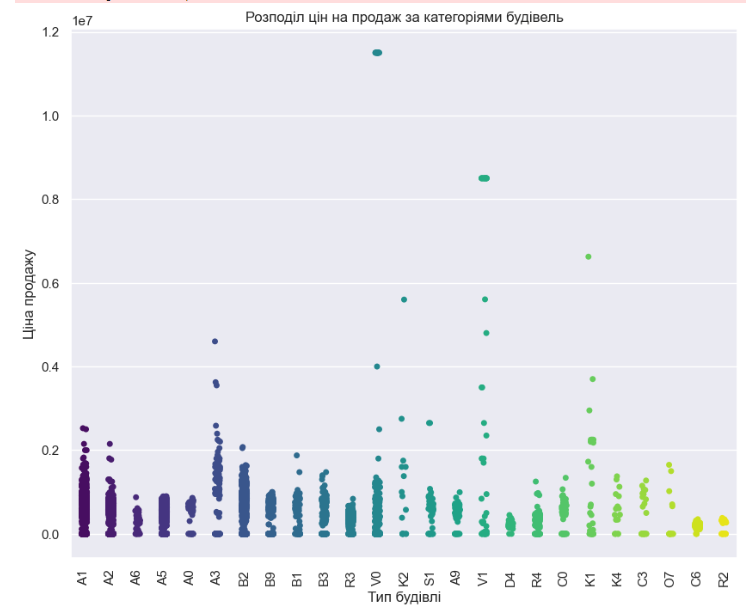 Розподіл цін на продаж за категоріями будівель
1e7
1.2
1.0
0.8
0.6
0.4
0.2
0.0
Ціна продажу
A1 A2 A6 A5 A0 A3 B2 B9 B1 B3 R3 V0 K2 S1 A9 V1 D4 R4 C0 K1 K4 C3 O7 C6 R2
Тип будівлі